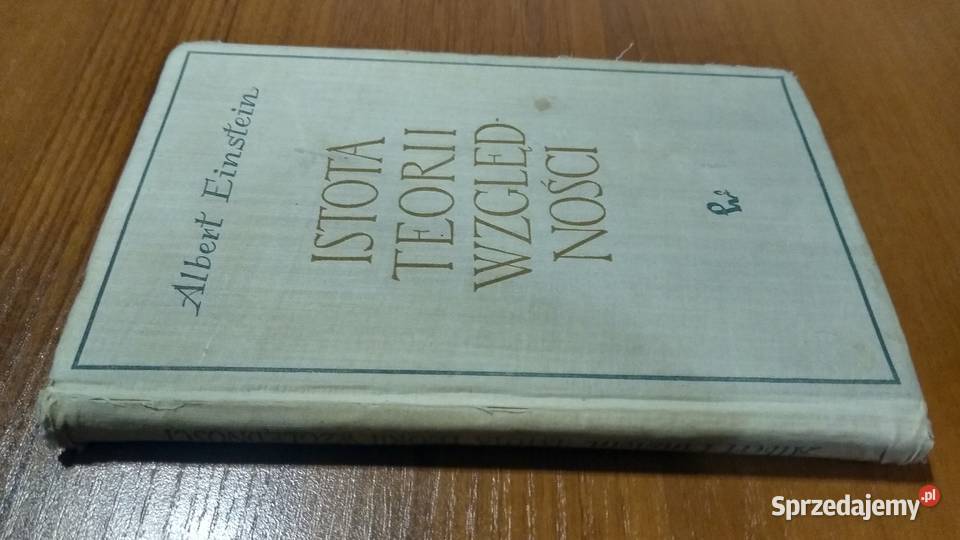 Albert Einstein
ISTOTA
TEORII
WZGLĘD-
NOŚCI
Sprzedajemy.pl